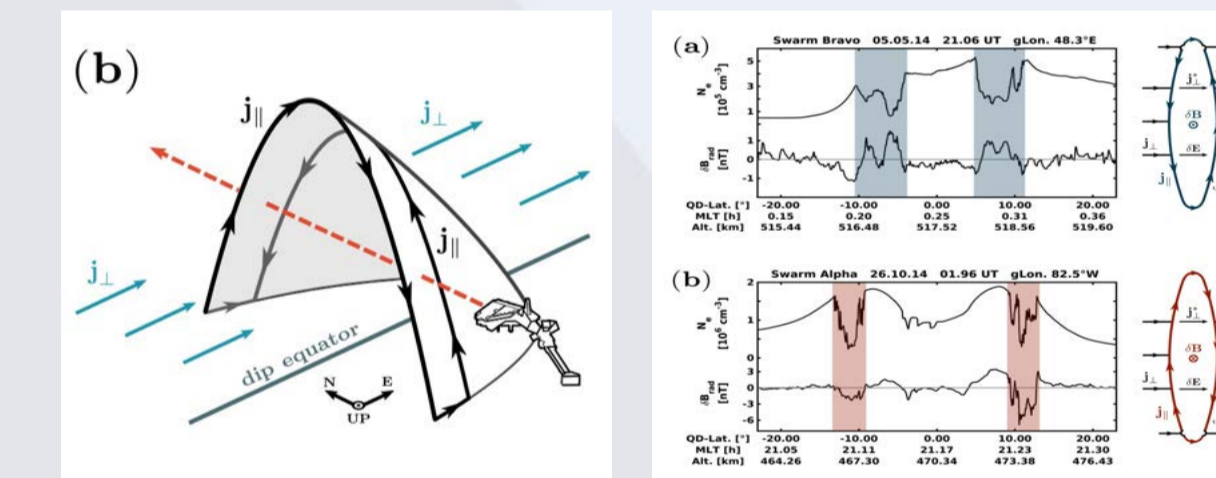 (b)
j∥
j⊥
j∥
j⊥
dip equator
N E
UP
(a)
Swarm Bravo 05.05.14 21.06 UT gLon. 48.3°E
Nₑ
[10⁵ cm⁻³]
5
3
1
δB_rad
[nT]
1
0
-1
QD-Lat. [°] -20.00 -10.00 0.00 10.00 20.00
MLT [h] 0.15 0.20 0.25 0.31 0.36
Alt. [km] 515.44 516.48 517.52 518.56 519.60
j⊥
δB
j⊥ δE
j∥
(b)
Swarm Alpha 26.10.14 01.96 UT gLon. 82.5°W
Nₑ
[10⁶ cm⁻³]
2
1
0
δB_rad
[nT]
3
0
-3
-6
QD-Lat. [°] -20.00 -10.00 0.00 10.00 20.00
MLT [h] 21.05 21.11 21.17 21.23 21.30
Alt. [km] 464.26 467.30 470.34 473.38 476.43
δB
j⊥ δE
j∥